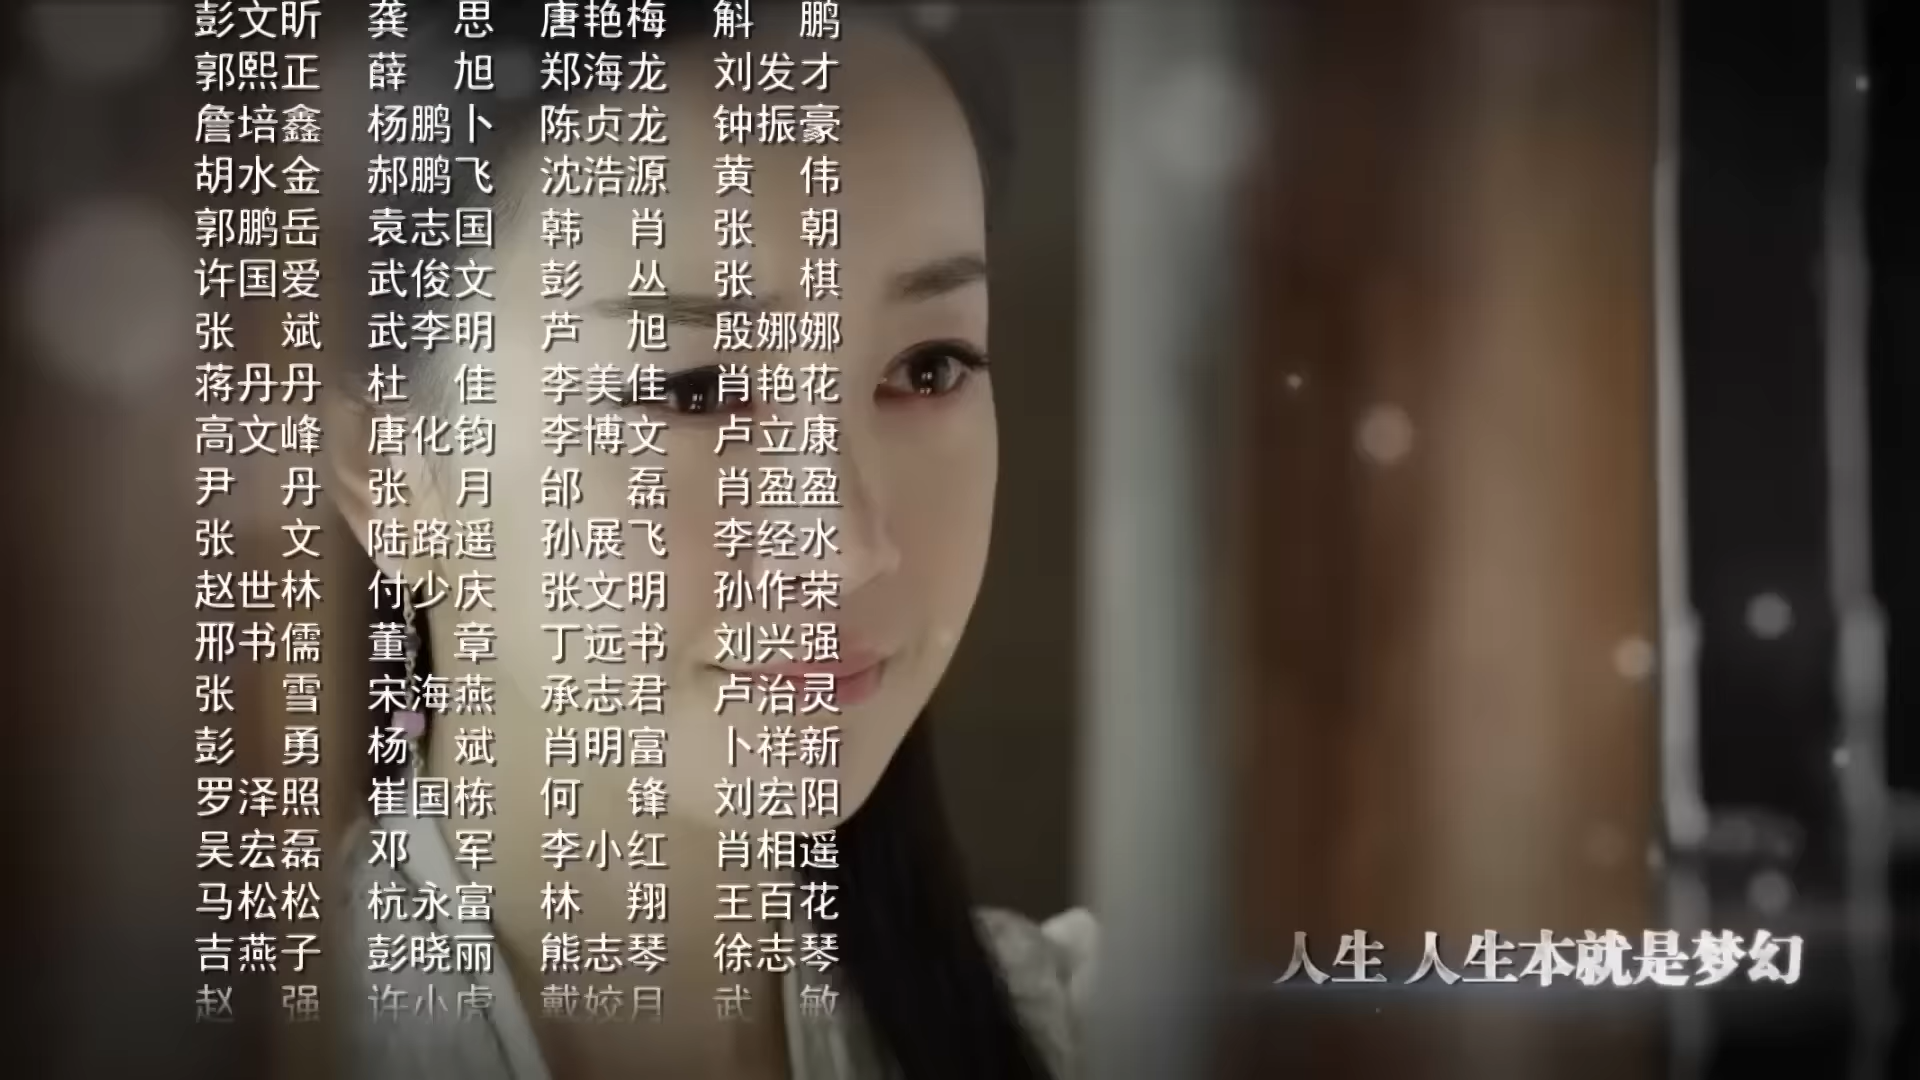 彭文昕 龚 思 唐艳梅 斛 鹏
郭熙正 薛 旭 郑海龙 刘发才
詹培鑫 杨鹏卜 陈贞龙 钟振豪
胡水金 郝鹏飞 沈浩源 黄 伟
郭鹏岳 袁志国 韩 肖 张 朝
许国爱 武俊文 彭 丛 张 棋
张 斌 武李明 芦 旭 殷娜娜
蒋丹丹 杜 佳 李美佳 肖艳花
高文峰 唐化钧 李博文 卢立康
尹 丹 张 月 邰 磊 肖盈盈
张 文 陆路遥 孙展飞 李经水
赵世林 付少庆 张文明 孙作荣
邢书儒 董 章 丁远书 刘兴强
张 雪 宋海燕 承志君 卢治灵
彭 勇 杨 斌 肖明富 卜祥新
罗泽照 崔国栋 何 锋 刘宏阳
吴宏磊 邓 军 李小红 肖相遥
马松松 杭永富 林 翔 王百花
吉燕子 彭晓丽 熊志琴 徐志琴
赵 强 许小虎 戴姣月 武 敏
人生 人生本就是梦幻